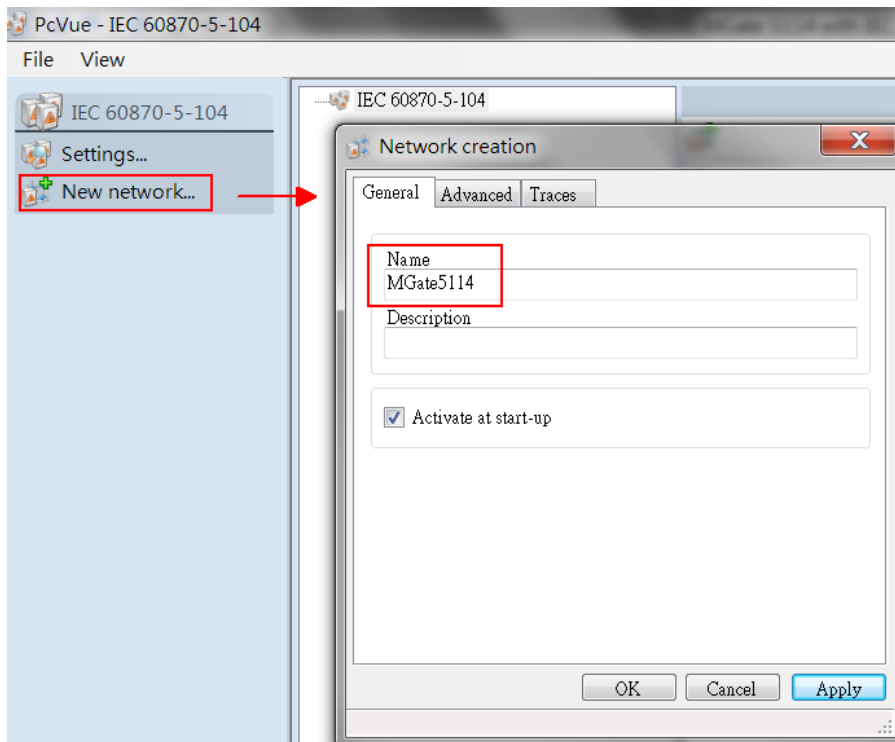 PcVue - IEC 60870-5-104
File View
IEC 60870-5-104
Settings...
New network...
IEC 60870-5-104
Network creation
General Advanced Traces
Name
MGate5114
Description
Activate at start-up
OK Cancel Apply